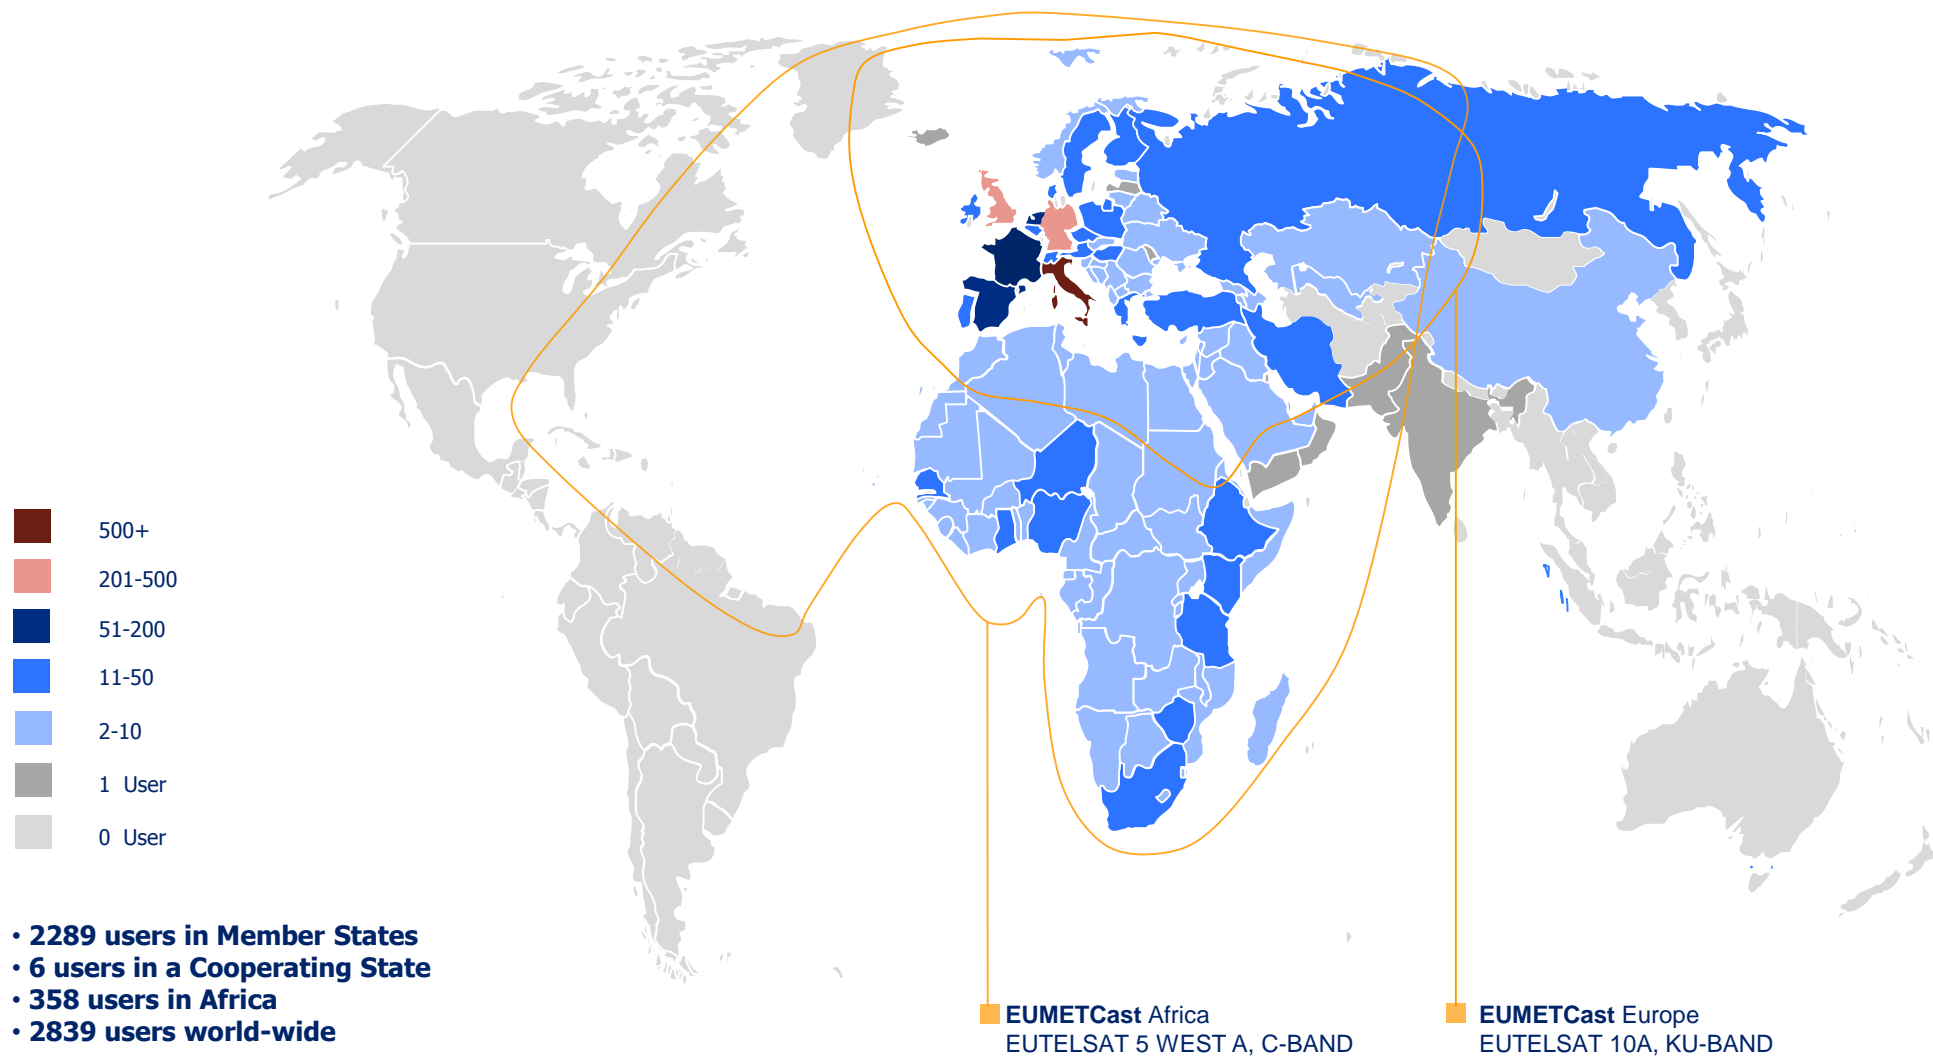 500+
201-500
51-200
11-50
2-10
1 User
0 User
• 2289 users in Member States
• 6 users in a Cooperating State
• 358 users in Africa
• 2839 users world-wide
EUMETCast Africa
EUTELSAT 5 WEST A, C-BAND
EUMETCast Europe
EUTELSAT 10A, KU-BAND